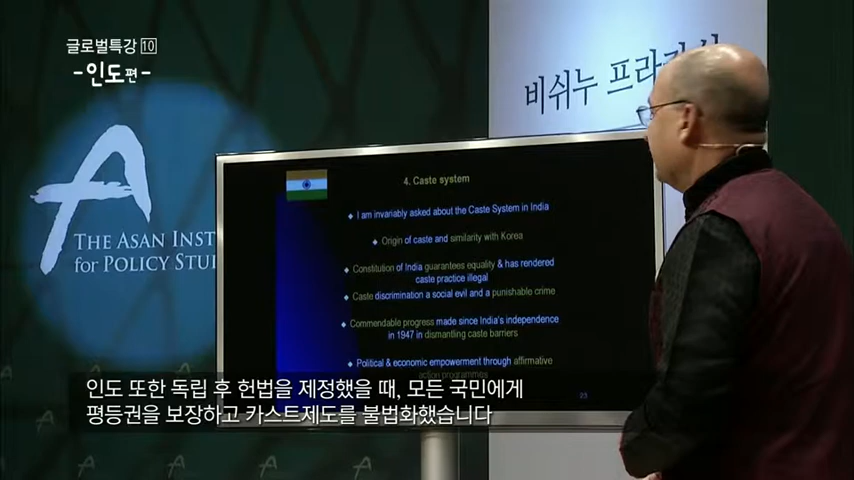 글로벌특강 10
- 인도편 -
비쉬누
THE ASAN
for POLICY
4. Caste system
I am invariably asked about the Caste System in India
Origin of caste and similarity with Korea
Constitution of India guarantees equality & has rendered
caste practice illegal
Caste discrimination a social evil and a punishable crime
Commendable progress made since India's independence
in 1947 in dismantling caste barriers
Political & economic empowerment through affirmative
action programmes
23
인도 또한 독립 후 헌법을 제정했을 때, 모든 국민에게
평등권을 보장하고 카스트제도를 불법화했습니다